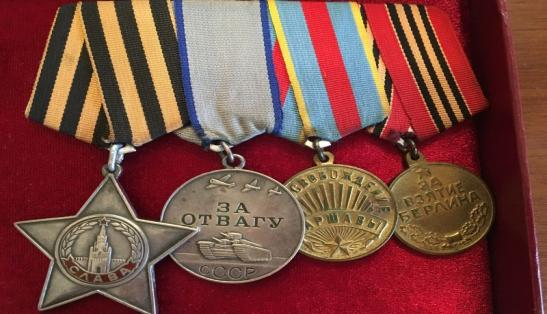 СЛАВА
ЗА
ОТВАГУ
СССР
ОСВОБОЖДЕНИЕ
ВАРШАВЫ
ЗА
ВЗЯТИЕ
БЕРЛИНА